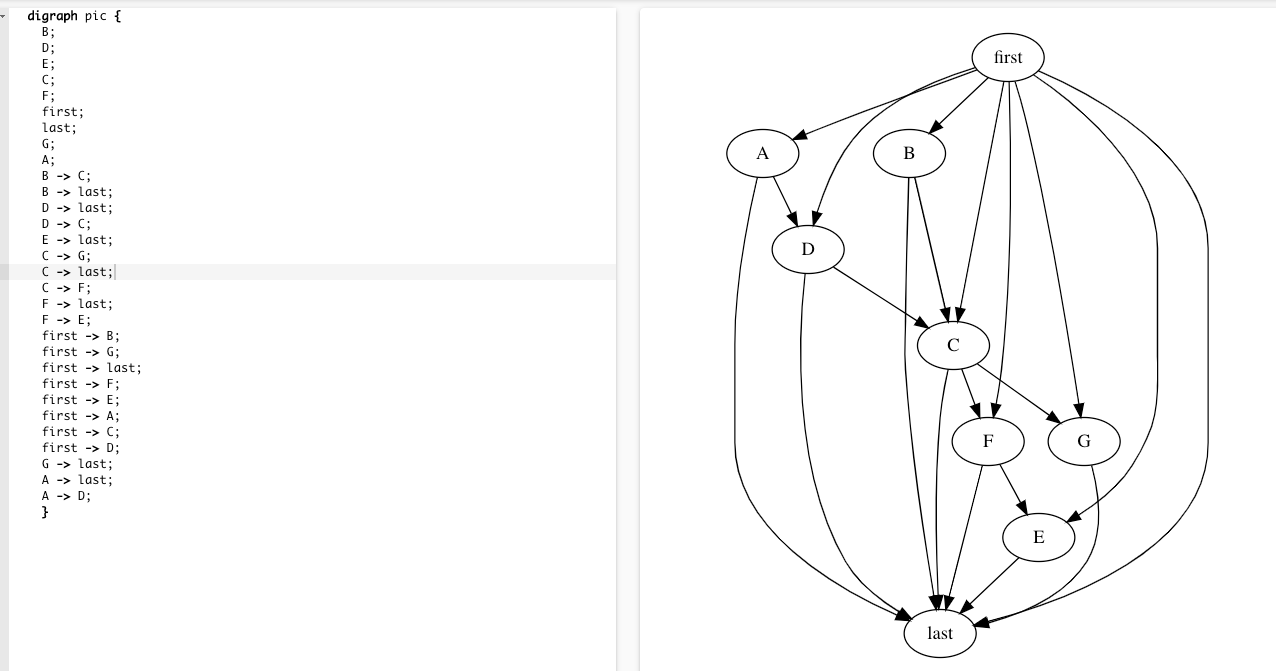 digraph pic {
B;
D;
E;
C;
F;
first;
last;
G;
A;
B -> C;
B -> last;
D -> last;
D -> C;
E -> last;
C -> G;
C -> last;
C -> F;
F -> last;
F -> E;
first -> B;
first -> G;
first -> last;
first -> F;
first -> E;
first -> A;
first -> C;
first -> D;
G -> last;
A -> last;
A -> D;
}
first
A
B
D
C
F
G
E
last